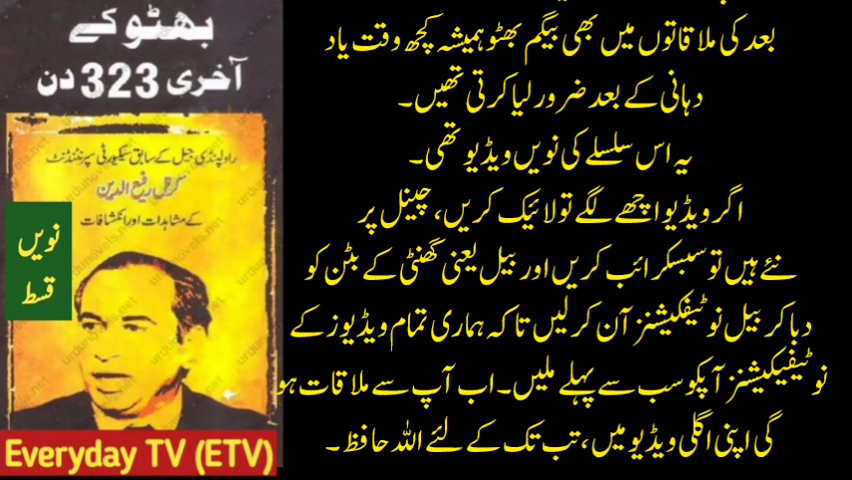 بھٹو کے
آخری 323 دن
راولپنڈی جیل کے سابق سیکیورٹی سپرنٹنڈنٹ
کرنل رفیع الدین
کے مشاہدات اور انکشافات
نویں
قسط
urdunovels.net
Everyday TV (ETV)
بعد کی ملاقاتوں میں بھی بیگم بھٹو ہمیشہ کچھ وقت یاد
دہانی کے بعد ضرور لیا کرتی تھیں۔
یہ اس سلسلے کی نویں ویڈیو تھی۔
اگر ویڈیو اچھے لگے تو لائیک کریں، چینل پر
نئے ہیں تو سبسکرائب کریں اور بیل یعنی گھنٹی کے بٹن کو
دبا کر بیل نوٹیفکیشنز آن کر لیں تاکہ ہماری تمام ویڈیوز کے
نوٹیفیکیشنز آپکو سب سے پہلے ملیں۔ اب آپ سے ملاقات ہو
گی اپنی اگلی ویڈیو میں، تب تک کے لئے اللہ حافظ۔